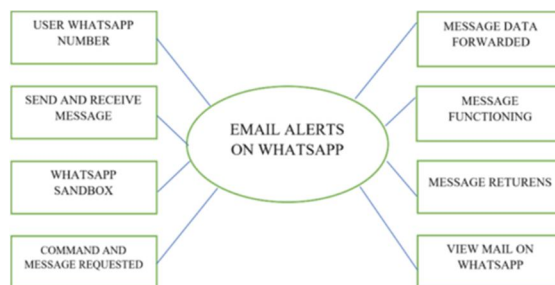 USER WHATSAPP
NUMBER
SEND AND RECEIVE
MESSAGE
WHATSAPP
SANDBOX
COMMAND AND
MESSAGE REQUESTED
EMAIL ALERTS
ON WHATSAPP
MESSAGE DATA
FORWARDED
MESSAGE
FUNCTIONING
MESSAGE RETURENS
VIEW MAIL ON
WHATSAPP